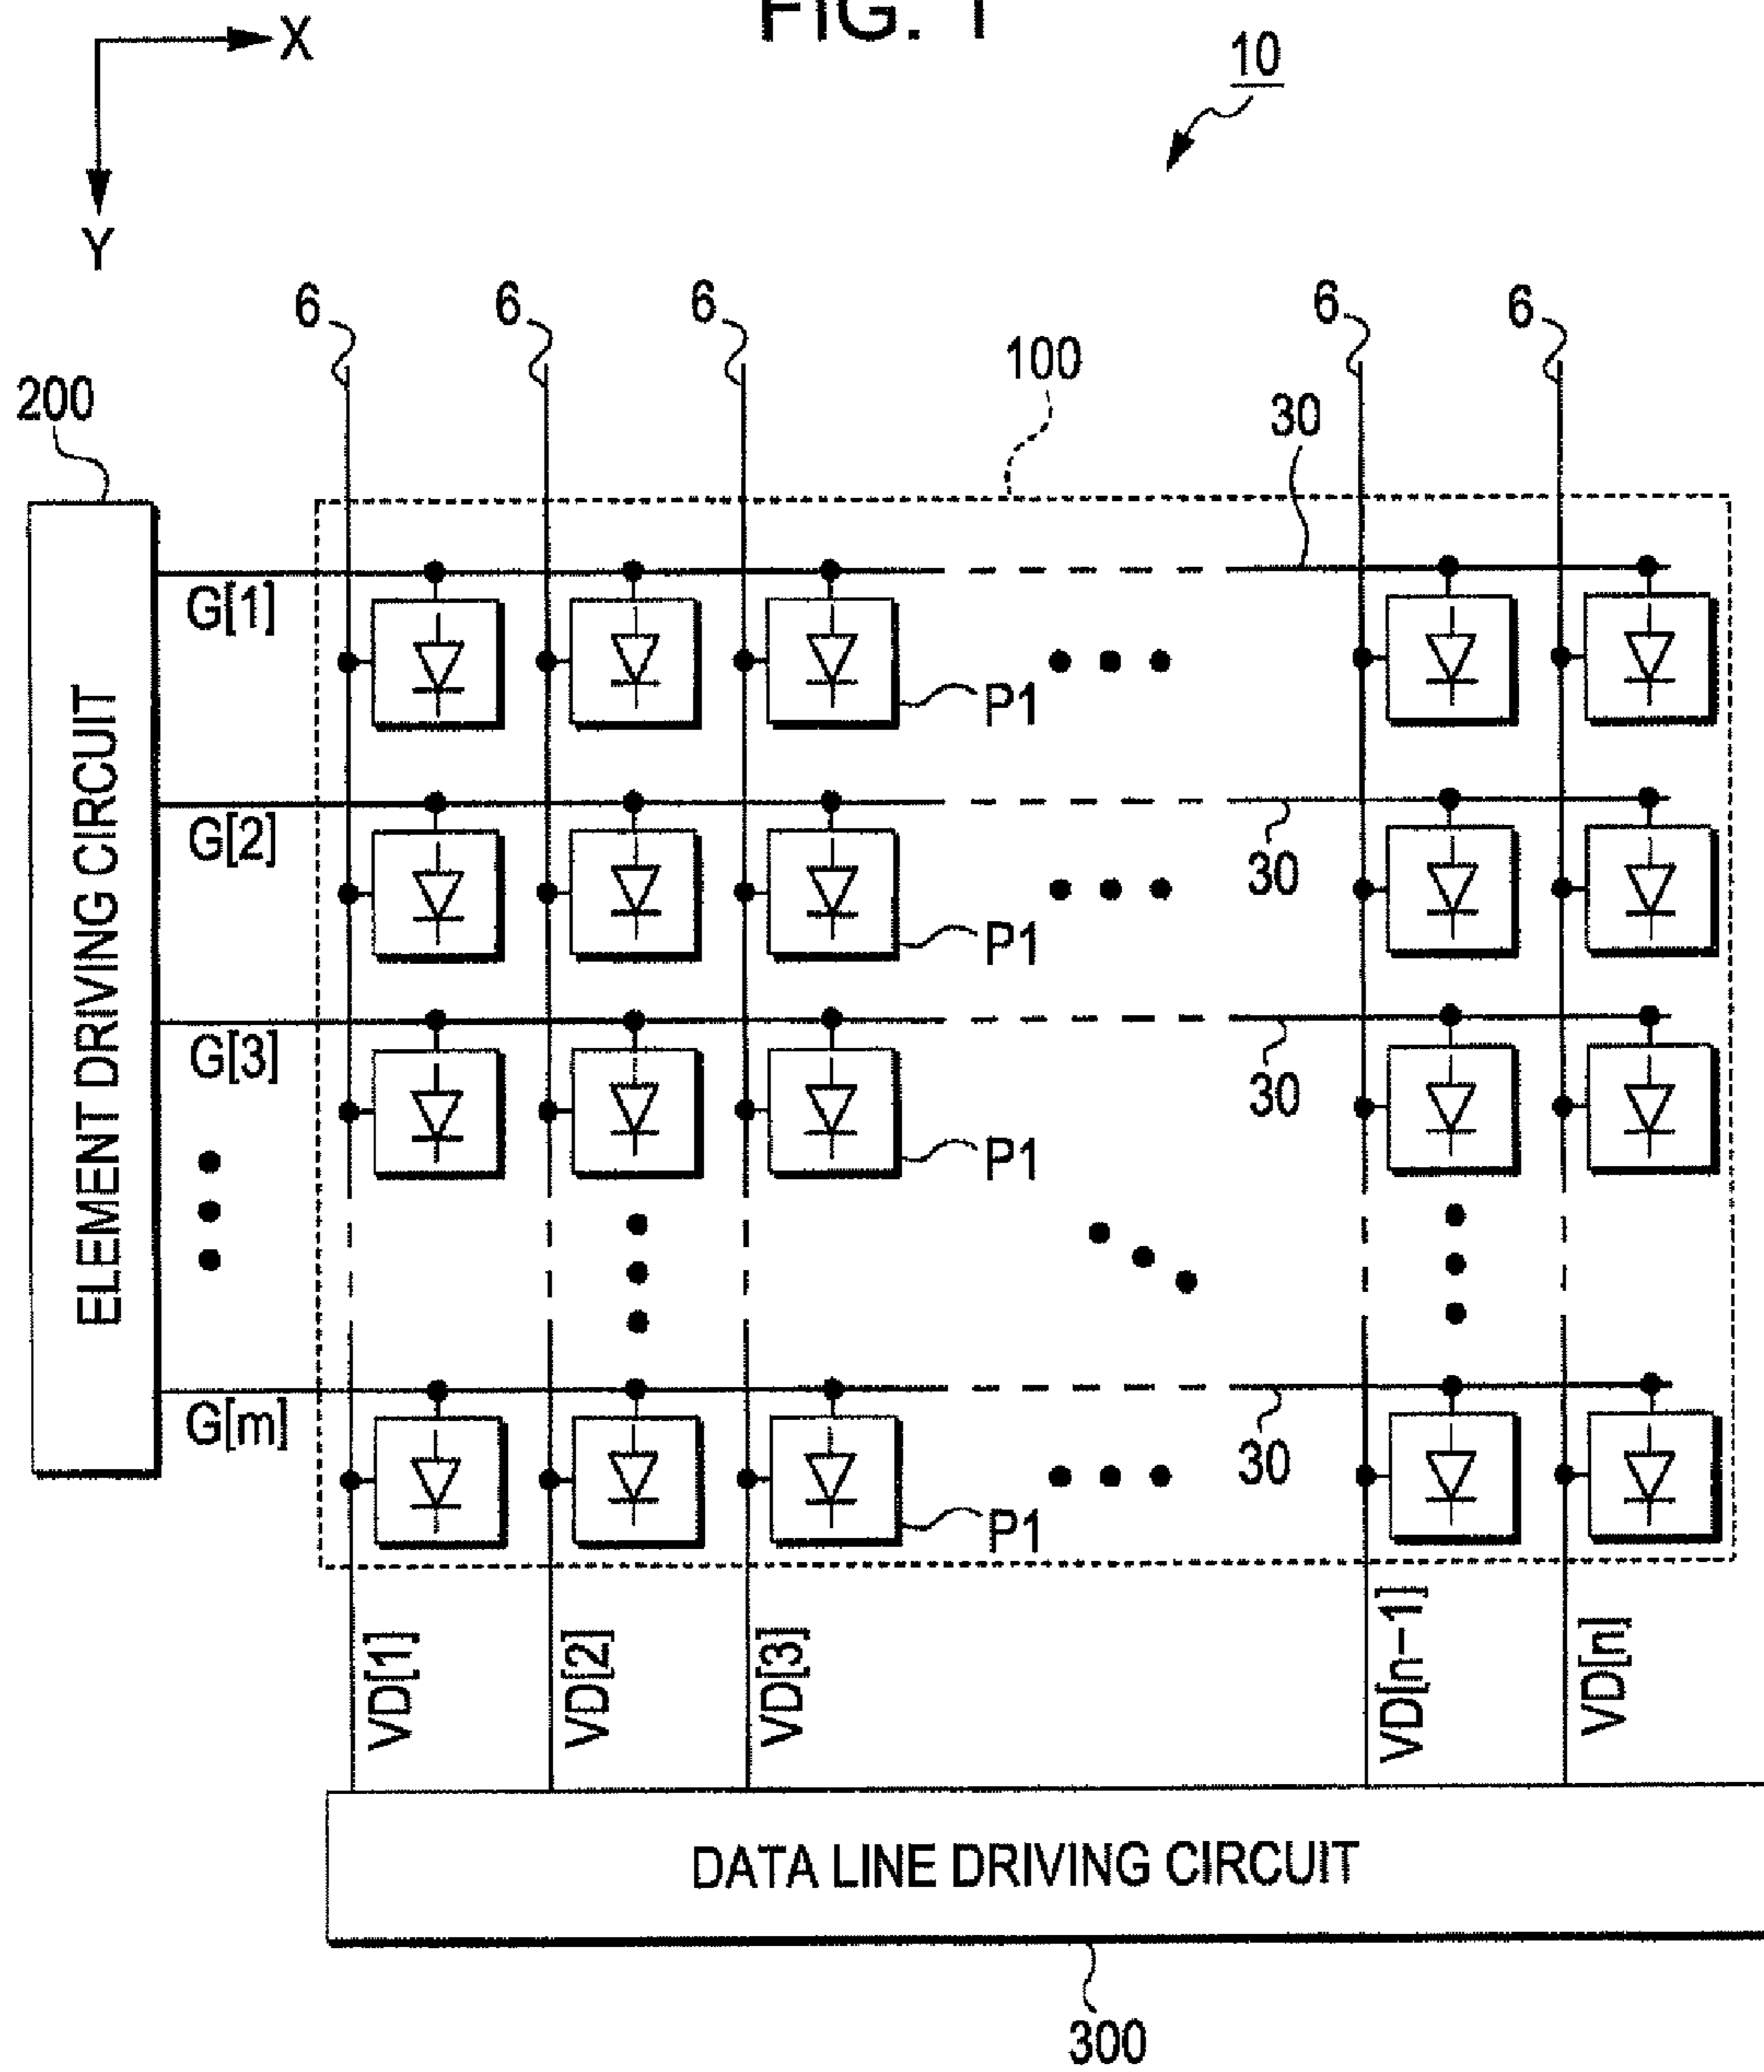 FIG. 1
X
10
Y
6 6 6 6 6
100
200
30
G[1]
P1
G[2]
30
P1
ELEMENT DRIVING CIRCUIT
G[3]
30
P1
G[m]
30
P1
VD[1] VD[2] VD[3] VD[n-1] VD[n]
DATA LINE DRIVING CIRCUIT
300